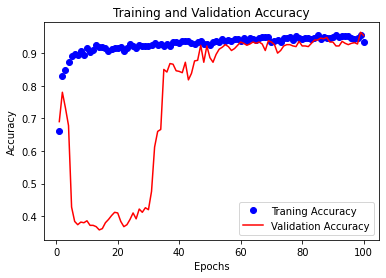 Training and Validation Accuracy
Accuracy
0.9
0.8
0.7
0.6
0.5
0.4
Traning Accuracy
Validation Accuracy
0 20 40 60 80 100
Epochs